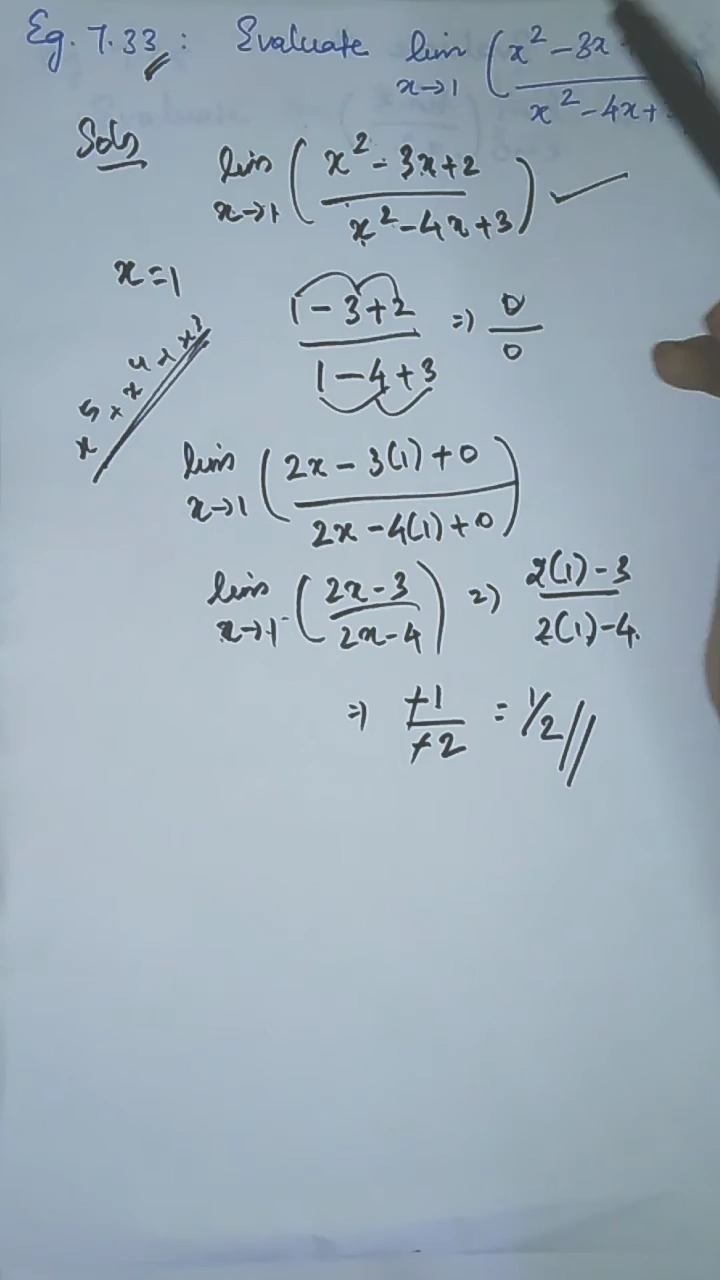 Eg. 7.33 : Evaluate lim x→1 (x² - 3x / x² - 4x +
Soln
lim x→1 (x² - 3x + 2 / x² - 4x + 3) ✓
x = 1
1 - 3 + 2 / 1 - 4 + 3 ⇒ 0 / 0
lim x→1 (2x - 3(1) + 0 / 2x - 4(1) + 0)
lim x→1 (2x - 3 / 2x - 4) ⇒ 2(1) - 3 / 2(1) - 4
⇒ -1 / -2 = 1/2 //